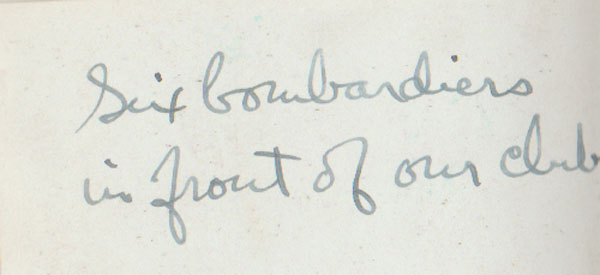 Six bombardiers
in front of our club